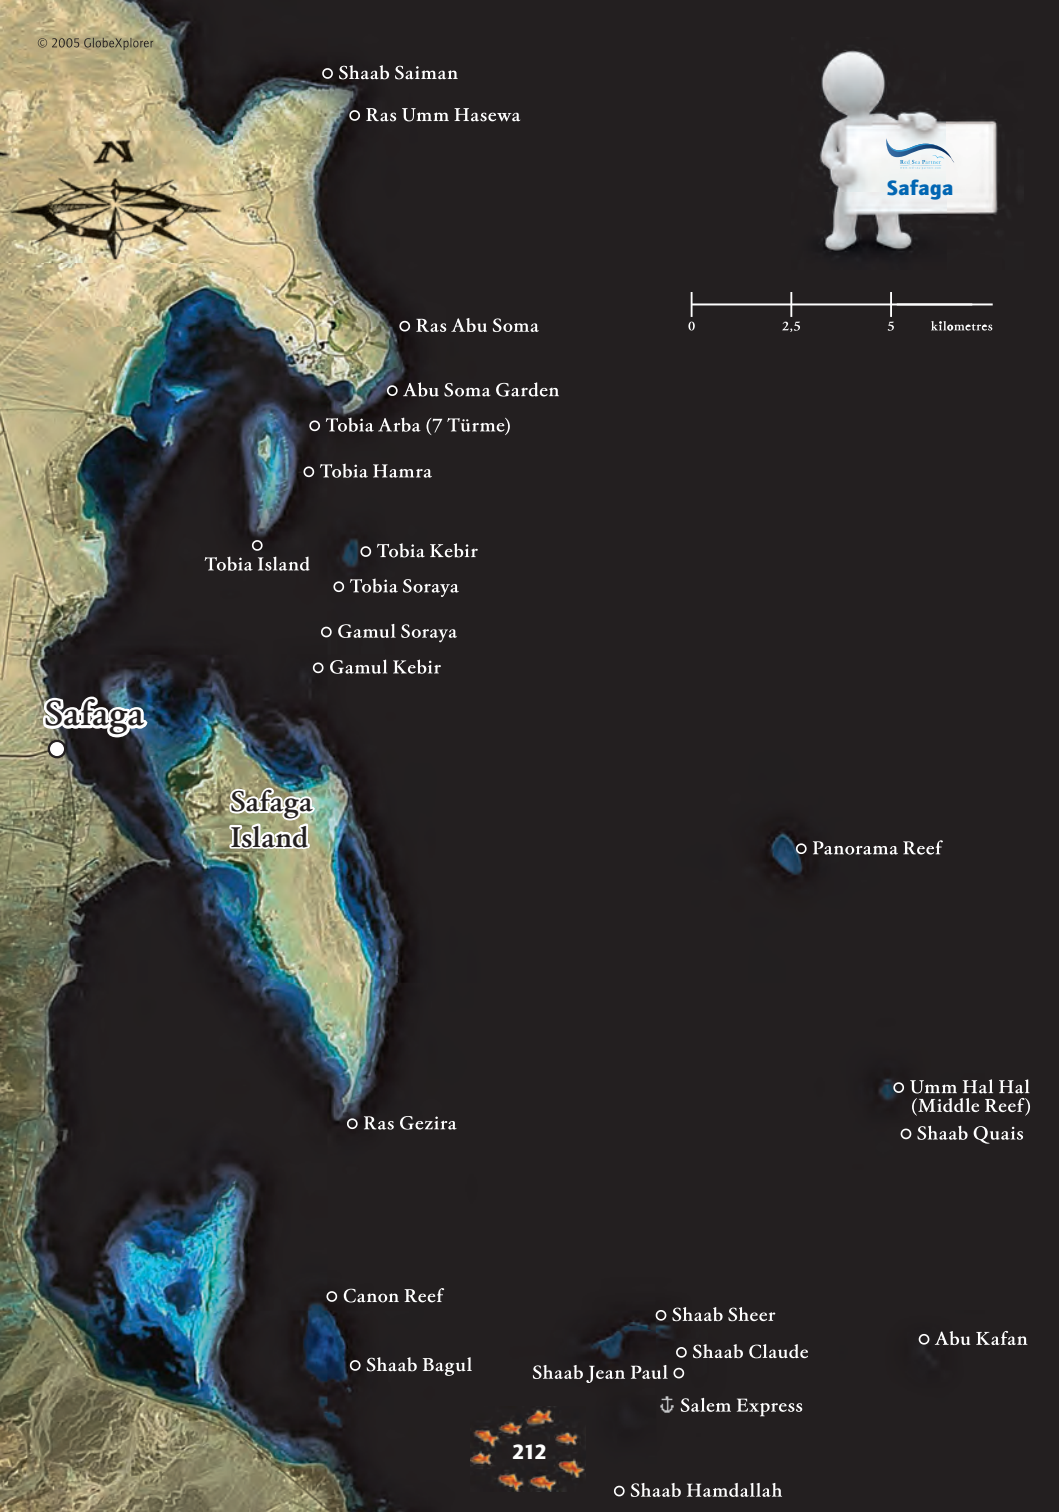 © 2005 GlobeXplorer
Shaab Saiman
Ras Umm Hasewa
N
Red Sea Partner
Safaga
0
2,5
5
kilometres
Ras Abu Soma
Abu Soma Garden
Tobia Arba (7 Türme)
Tobia Hamra
Tobia Island
Tobia Kebir
Tobia Soraya
Gamul Soraya
Gamul Kebir
Safaga
Safaga
Island
Panorama Reef
Umm Hal Hal
(Middle Reef)
Shaab Quais
Ras Gezira
Canon Reef
Shaab Bagul
Shaab Sheer
Shaab Claude
Shaab Jean Paul
Abu Kafan
Salem Express
212
Shaab Hamdallah